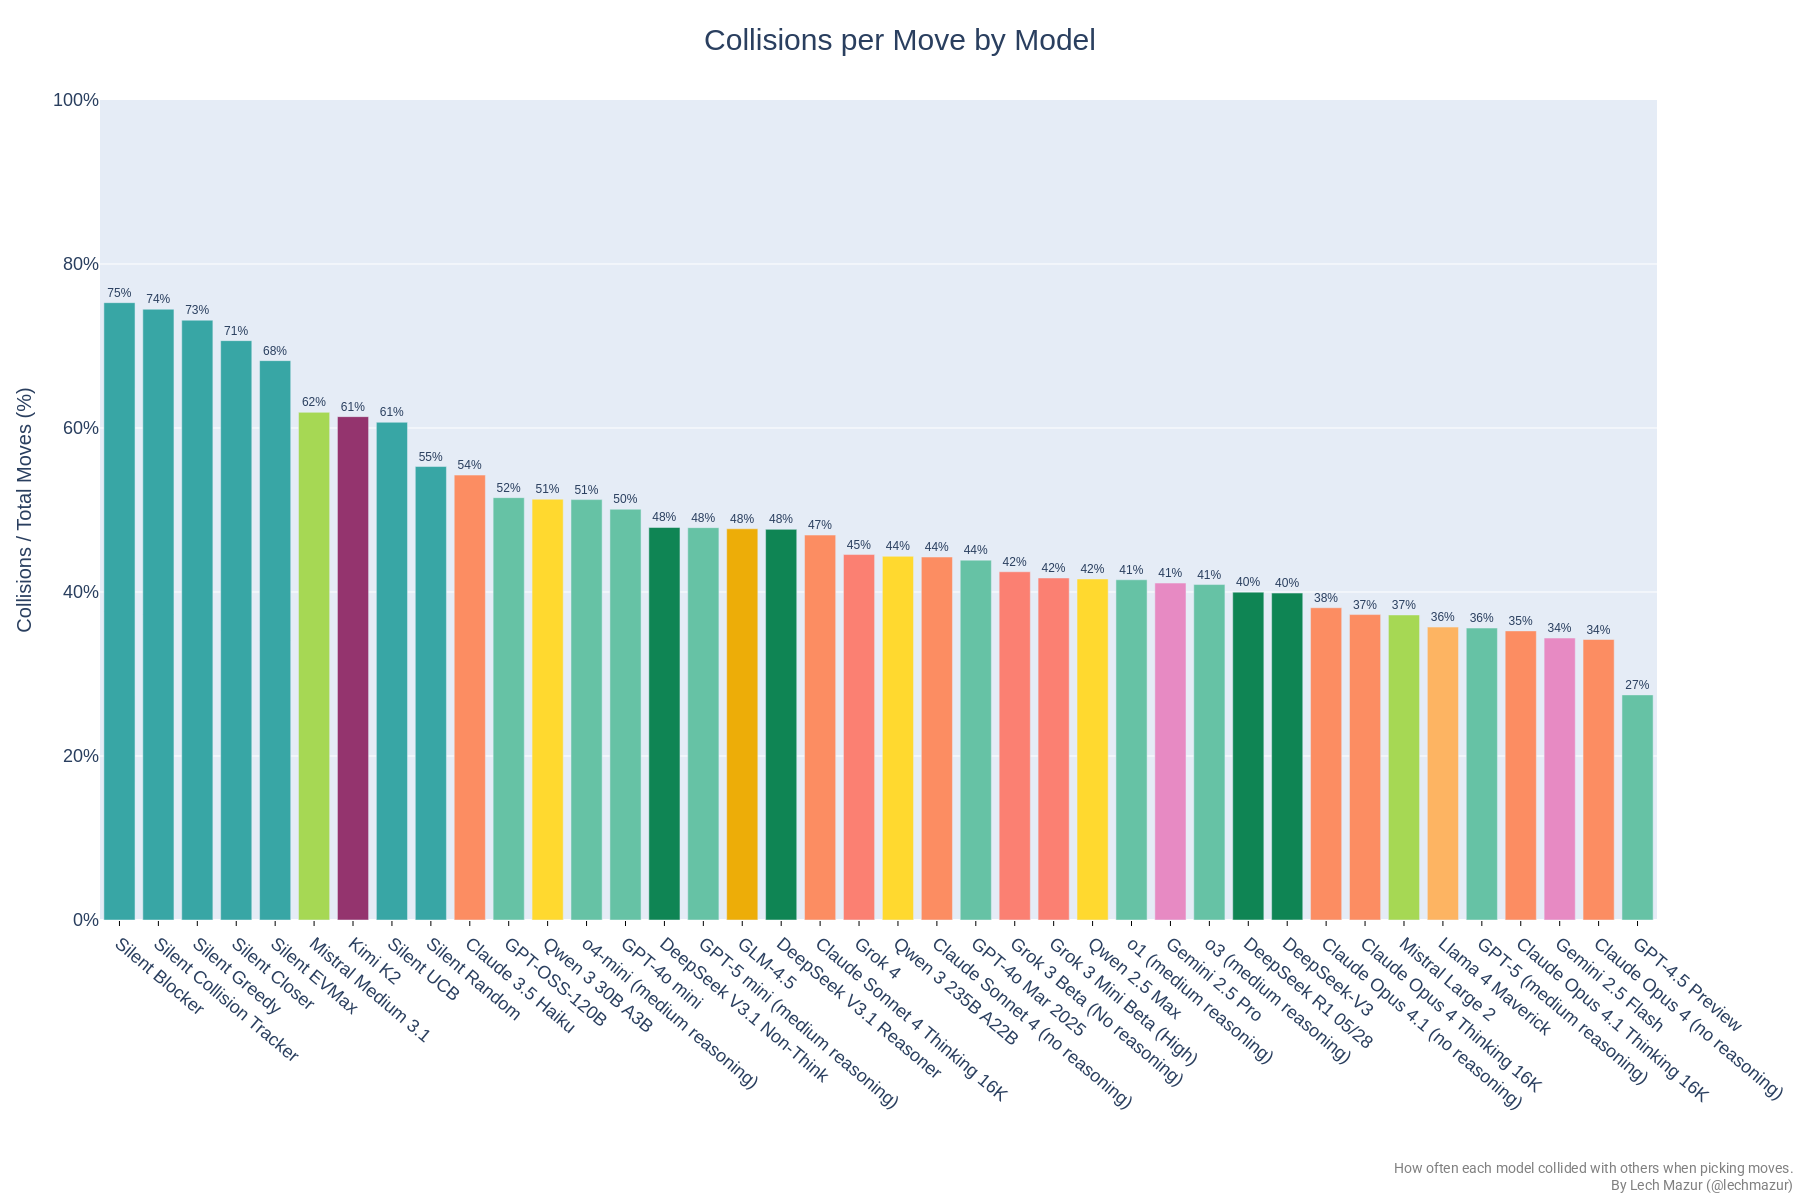 Collisions per Move by Model
Collisions / Total Moves (%)
100%
80%
60%
40%
20%
0%
75%
74%
73%
71%
68%
62%
61%
61%
55%
54%
52%
51%
51%
50%
48%
48%
48%
48%
47%
45%
44%
44%
44%
42%
42%
42%
41%
41%
41%
40%
40%
38%
37%
37%
36%
36%
35%
34%
34%
27%
Silent Blocker
Silent Collision Tracker
Silent Greedy
Silent Closer
Silent EVMax
Mistral Medium 3.1
Kimi K2
Silent UCB
Silent Random
Claude 3.5 Haiku
GPT-OSS-120B
Qwen 3 30B A3B
o4-mini (medium reasoning)
GPT-4o mini
DeepSeek V3.1 Non-Think
GPT-5 mini (medium reasoning)
GLM-4.5
DeepSeek V3.1 Reasoner
Claude Sonnet 4 Thinking 16K
Grok 4
Qwen 3 235B A22B
Claude Sonnet 4 (no reasoning)
GPT-4o Mar 2025
Grok 3 Beta (No reasoning)
Grok 3 Mini Beta (High)
Qwen 2.5 Max
o1 (medium reasoning)
Gemini 2.5 Pro
o3 (medium reasoning)
DeepSeek R1 05/28
DeepSeek-V3
Claude Opus 4.1 (no reasoning)
Claude Opus 4 Thinking 16K
Mistral Large 2
Llama 4 Maverick
GPT-5 (medium reasoning)
Claude Opus 4.1 Thinking 16K
Gemini 2.5 Flash
Claude Opus 4 (no reasoning)
GPT-4.5 Preview
How often each model collided with others when picking moves.
By Lech Mazur (@lechmazur)